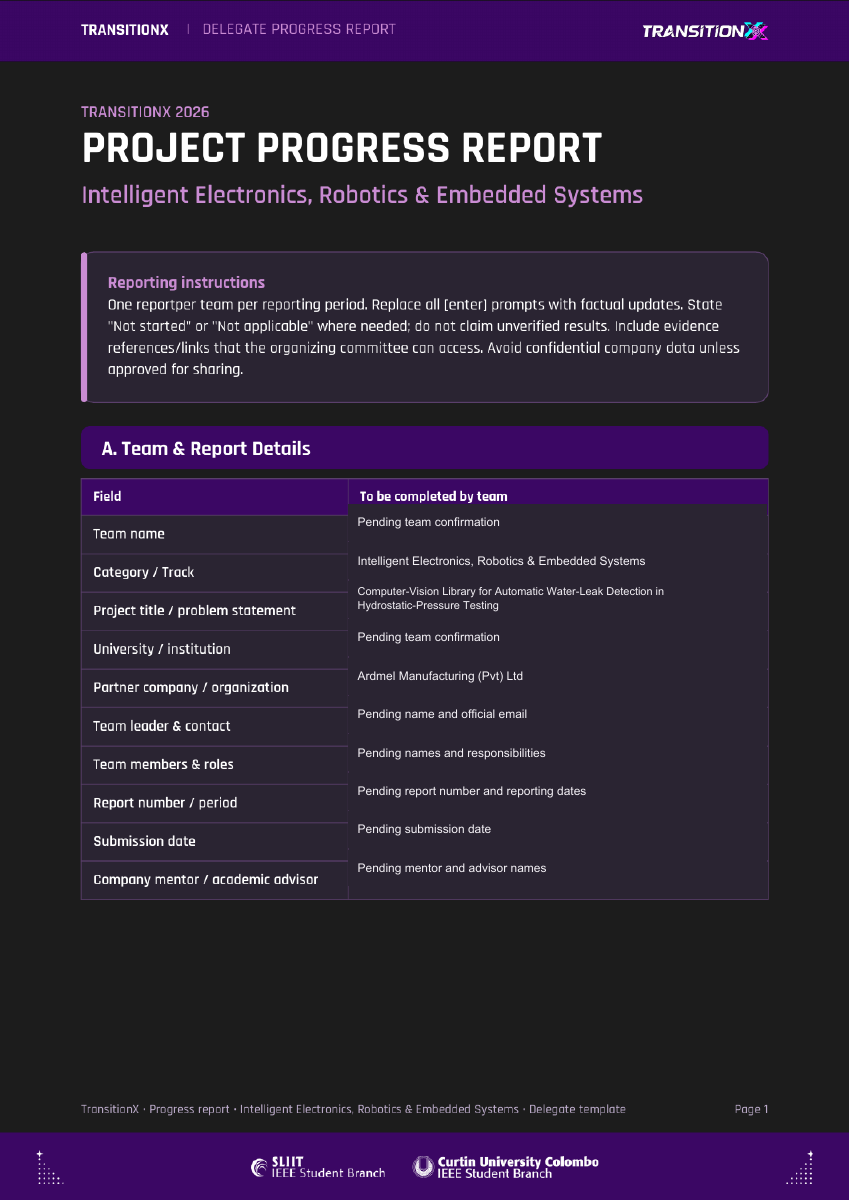 TRANSITIONX | DELEGATE PROGRESS REPORT
TRANSITIONX
TRANSITIONX 2026
PROJECT PROGRESS REPORT
Intelligent Electronics, Robotics & Embedded Systems
Reporting instructions
One reportper team per reporting period. Replace all [enter] prompts with factual updates. State
"Not started" or "Not applicable" where needed; do not claim unverified results. Include evidence
references/links that the organizing committee can access. Avoid confidential company data unless
approved for sharing.
A. Team & Report Details
Field
To be completed by team
Team name
Pending team confirmation
Category / Track
Intelligent Electronics, Robotics & Embedded Systems
Project title / problem statement
Computer-Vision Library for Automatic Water-Leak Detection in
Hydrostatic-Pressure Testing
University / institution
Pending team confirmation
Partner company / organization
Ardmel Manufacturing (Pvt) Ltd
Team leader & contact
Pending name and official email
Team members & roles
Pending names and responsibilities
Report number / period
Pending report number and reporting dates
Submission date
Pending submission date
Company mentor / academic advisor
Pending mentor and advisor names
TransitionX · Progress report · Intelligent Electronics, Robotics & Embedded Systems · Delegate template
Page 1
SLIIT
IEEE Student Branch
Curtin University Colombo
IEEE Student Branch